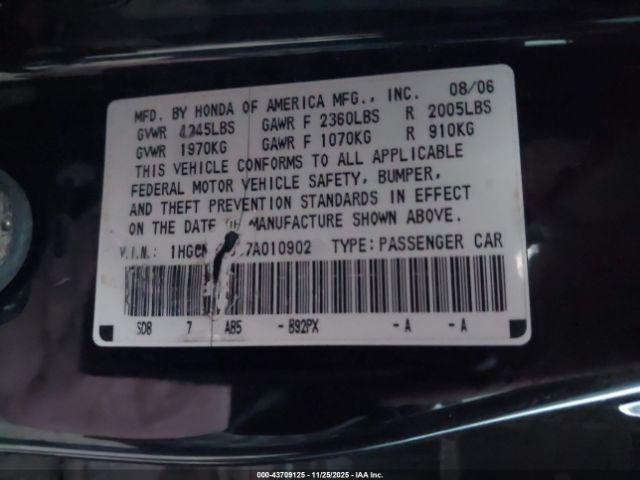 MFD. BY HONDA OF AMERICA MFG., INC. 08/06
GVWR GAWR F 2360LBS R 2005LBS
GVWR 1970KG GAWR F 1070KG R 910KG
THIS VEHICLE CONFORMS TO ALL APPLICABLE
FEDERAL MOTOR VEHICLE SAFETY, BUMPER,
AND THEFT PREVENTION STANDARDS IN EFFECT
ON THE DATE OF MANUFACTURE SHOWN ABOVE.
V.I.N.: TYPE: PASSENGER CAR
SDB 7 AB5 - B92PX - A - A
000-43709125 - 11/25/2025 - IAA Inc.